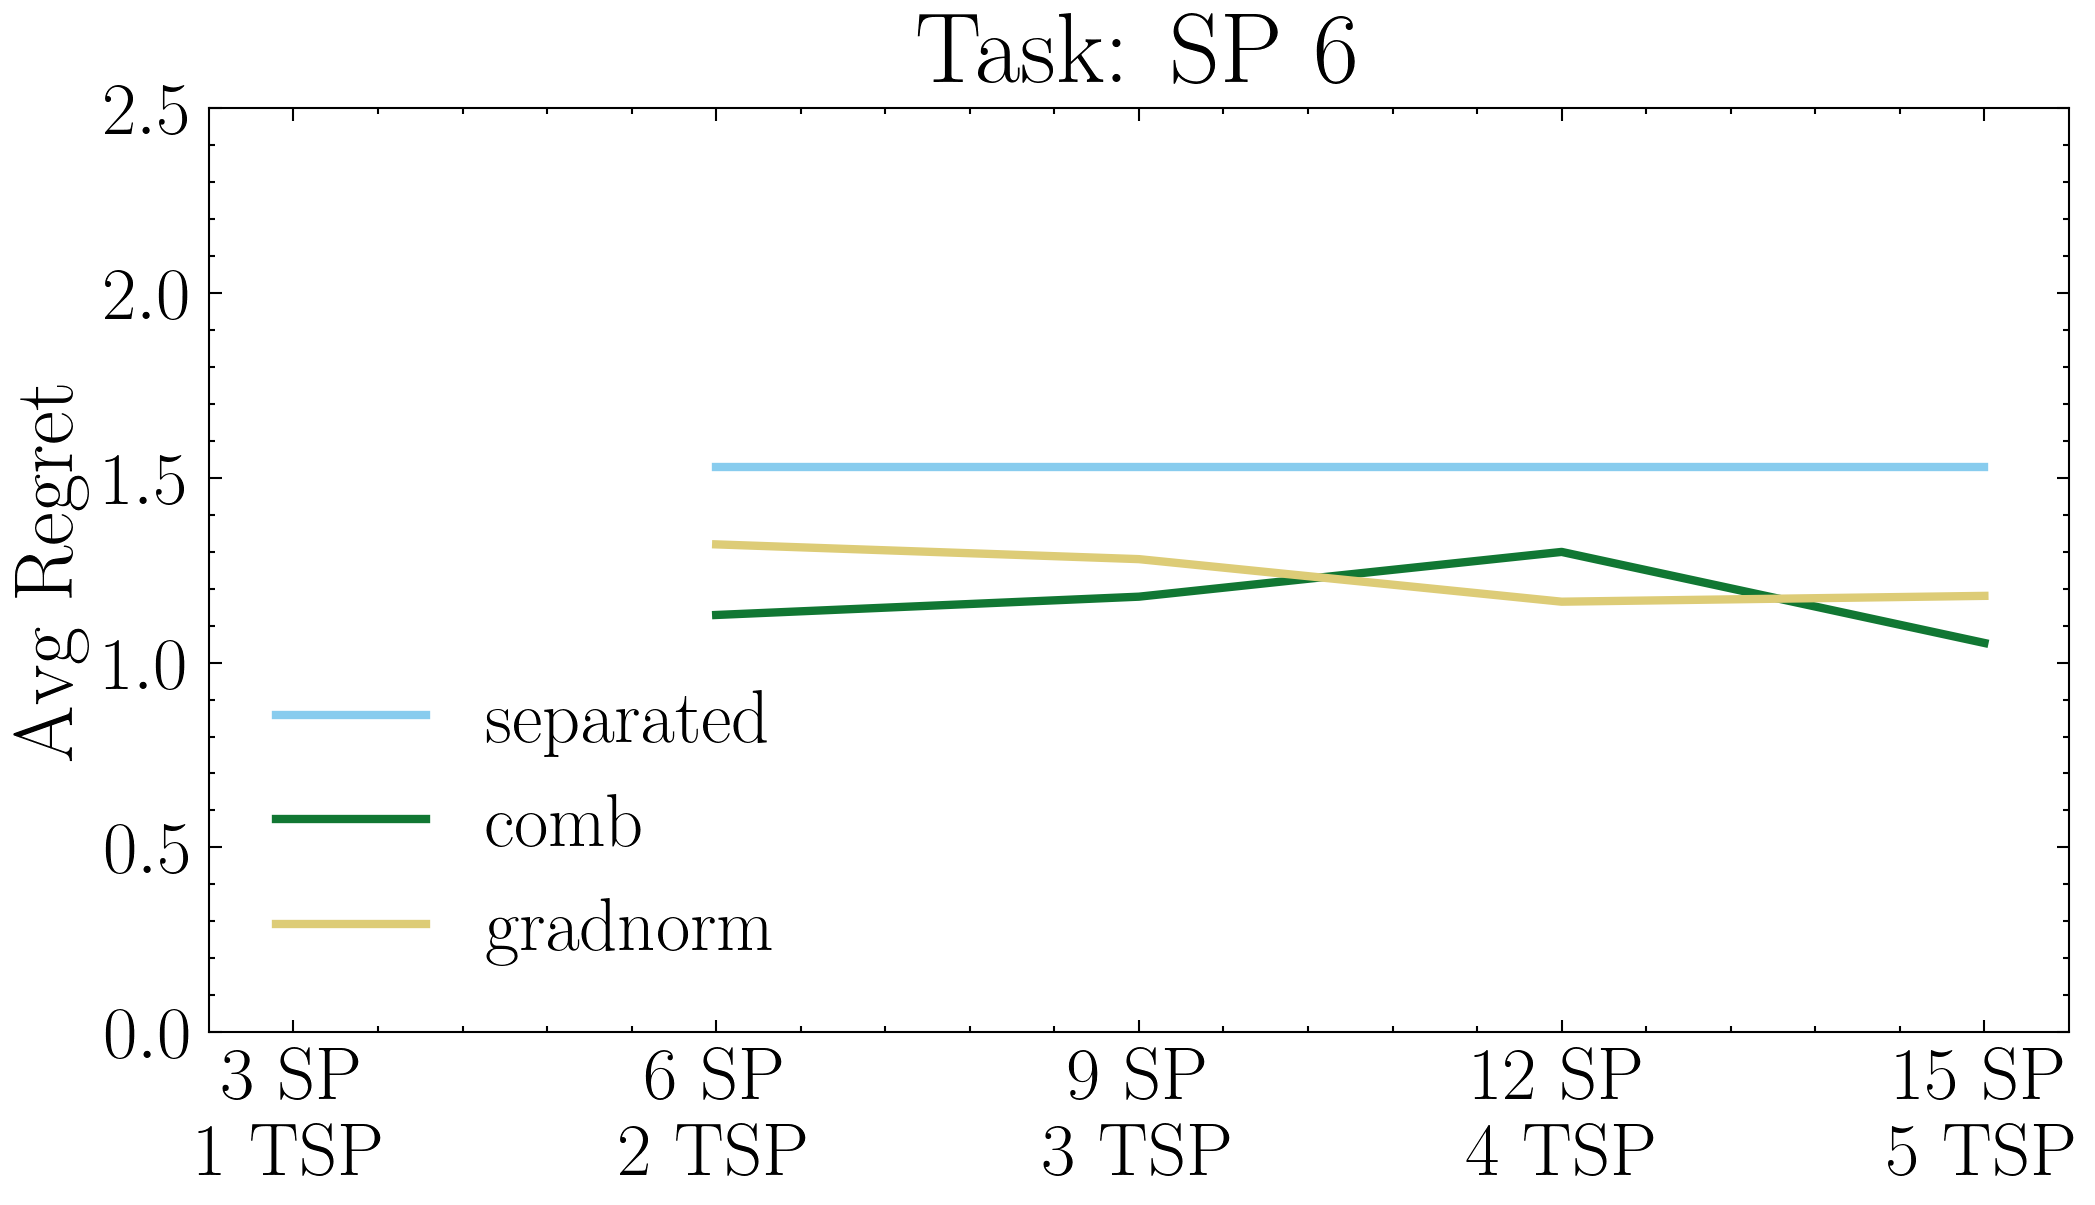 Task: SP 6
Avg Regret
2.5
2.0
1.5
1.0
0.5
0.0
separated
comb
gradnorm
3 SP 6 SP 9 SP 12 SP 15 SP
1 TSP 2 TSP 3 TSP 4 TSP 5 TSP